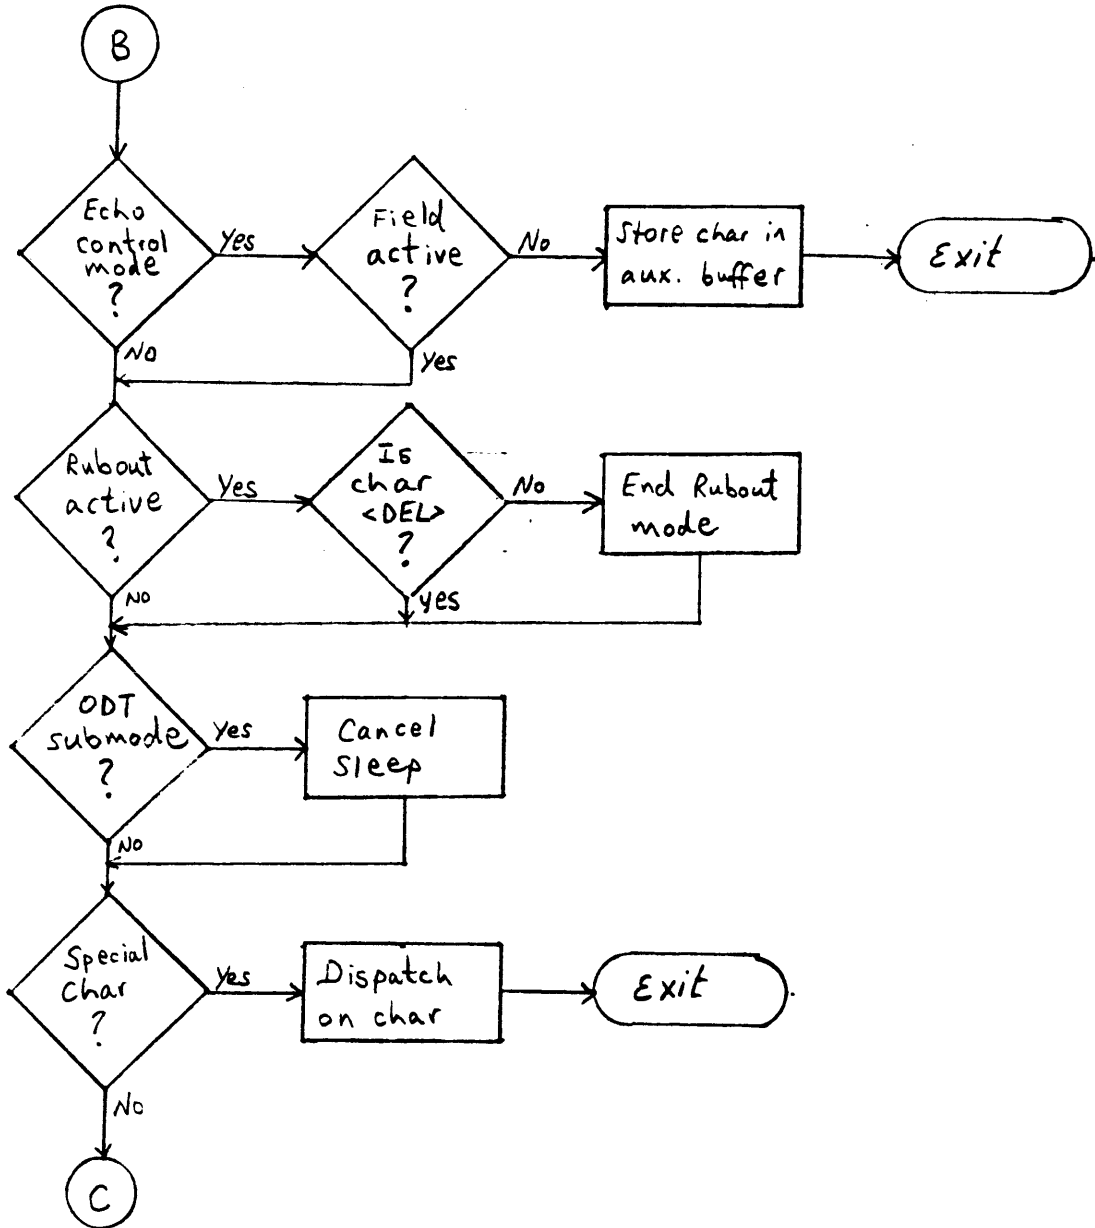 B
Echo
control
mode
?
Yes
Field
active
?
No
Store char in
aux. buffer
Exit
No
Yes
Rubout
active
?
Yes
Is
char
<DEL>
?
No
End Rubout
mode
No
yes
ODT
submode
?
Yes
Cancel
Sleep
No
Special
Char
?
Yes
Dispatch
on char
Exit
No
C